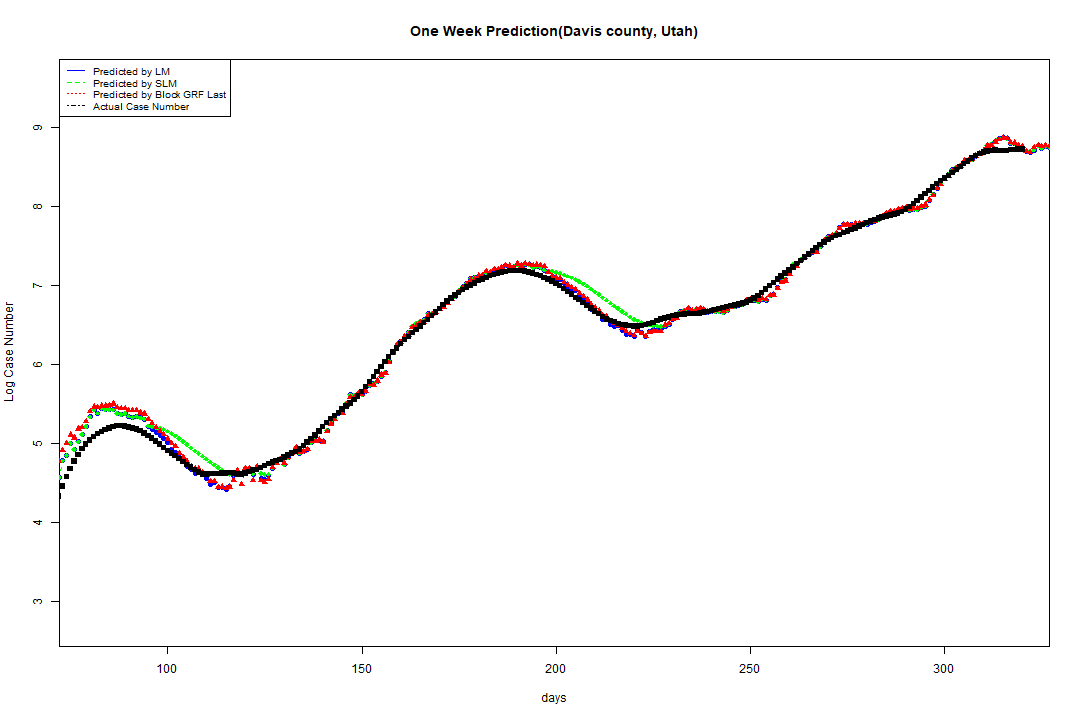 One Week Prediction(Davis county, Utah)
Predicted by LM
Predicted by SLM
Predicted by Block GRF Last
Actual Case Number
9
8
7
6
5
4
3
Log Case Number
100 150 200 250 300
days